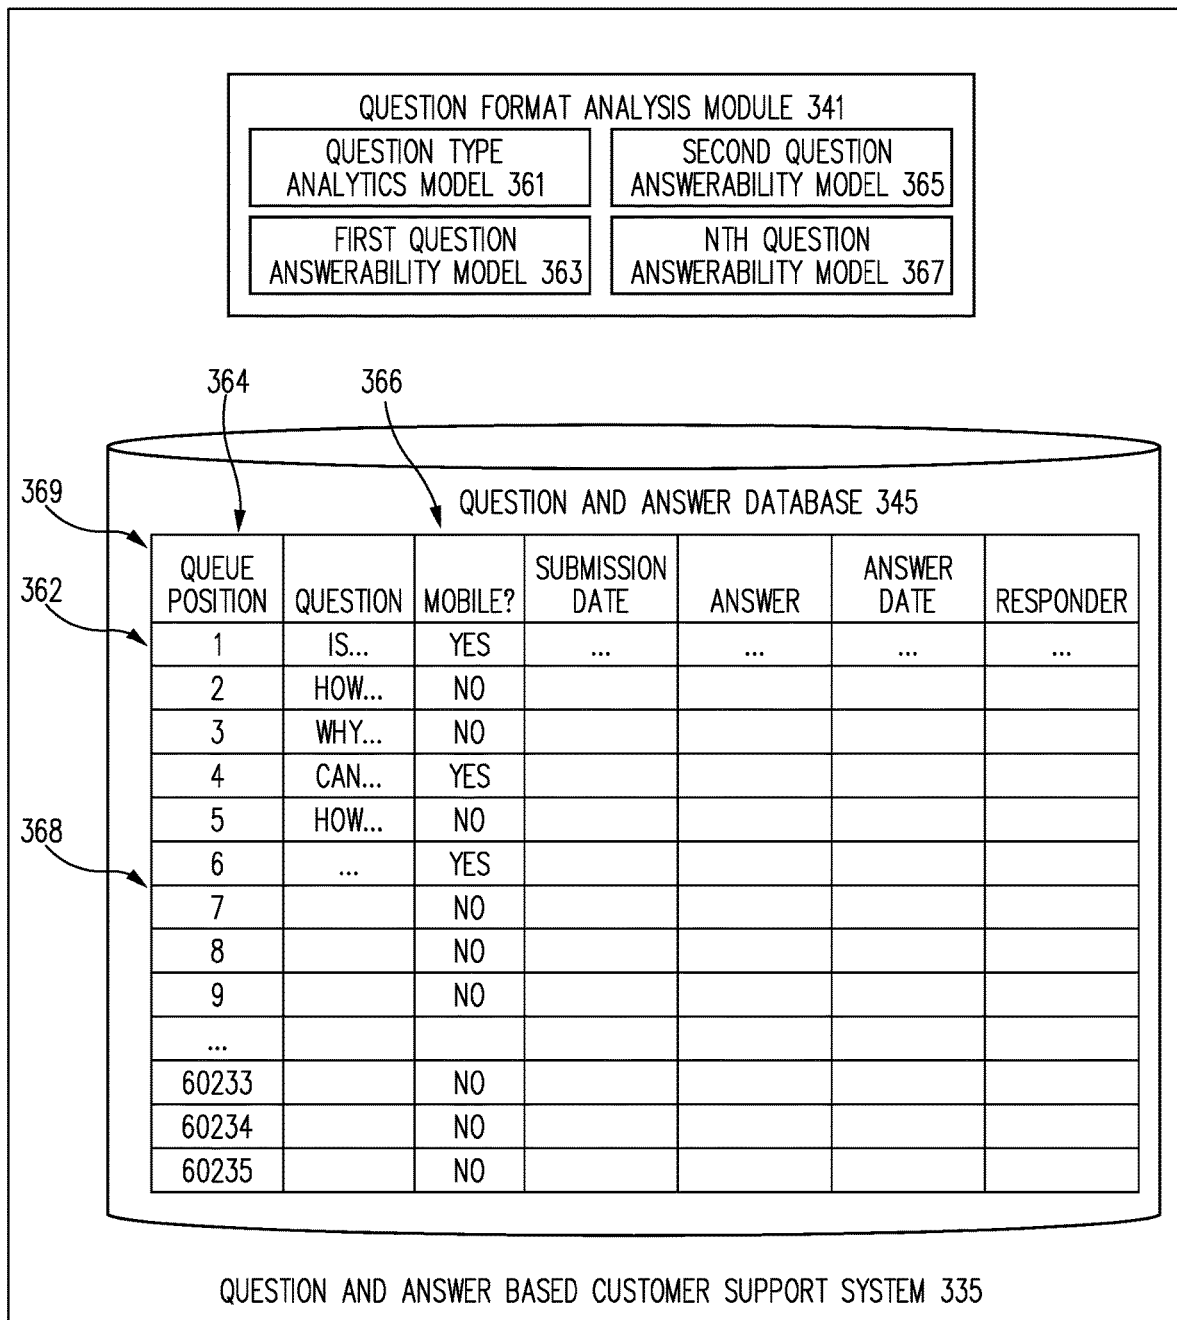 QUESTION FORMAT ANALYSIS MODULE 341
QUESTION TYPE
ANALYTICS MODEL 361
SECOND QUESTION
ANSWERABILITY MODEL 365
FIRST QUESTION
ANSWERABILITY MODEL 363
NTH QUESTION
ANSWERABILITY MODEL 367
364
366
369
362
368
QUESTION AND ANSWER DATABASE 345
QUEUE
POSITION
QUESTION
MOBILE?
SUBMISSION
DATE
ANSWER
ANSWER
DATE
RESPONDER
1 IS... YES ... ... ... ...
2 HOW... NO
3 WHY... NO
4 CAN... YES
5 HOW... NO
6 ... YES
7 NO
8 NO
9 NO
...
60233 NO
60234 NO
60235 NO
QUESTION AND ANSWER BASED CUSTOMER SUPPORT SYSTEM 335